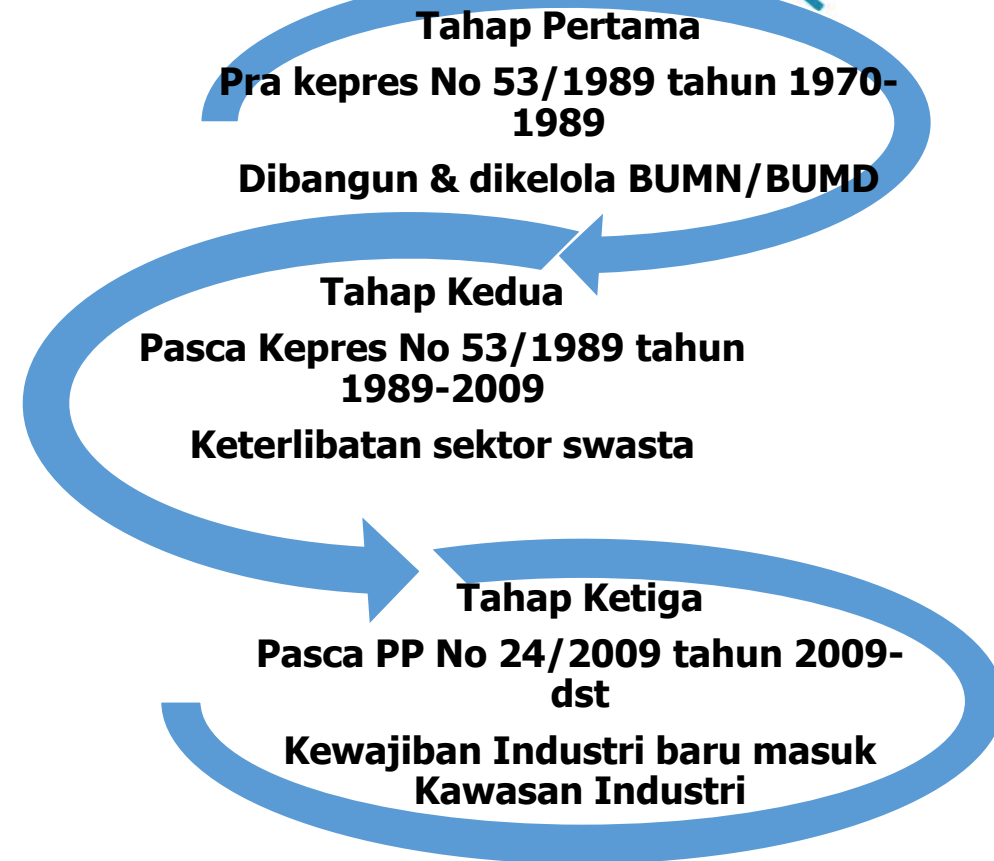 Tahap Pertama
Pra kepres No 53/1989 tahun 1970-
1989
Dibangun & dikelola BUMN/BUMD
Tahap Kedua
Pasca Kepres No 53/1989 tahun
1989-2009
Keterlibatan sektor swasta
Tahap Ketiga
Pasca PP No 24/2009 tahun 2009-
dst
Kewajiban Industri baru masuk
Kawasan Industri